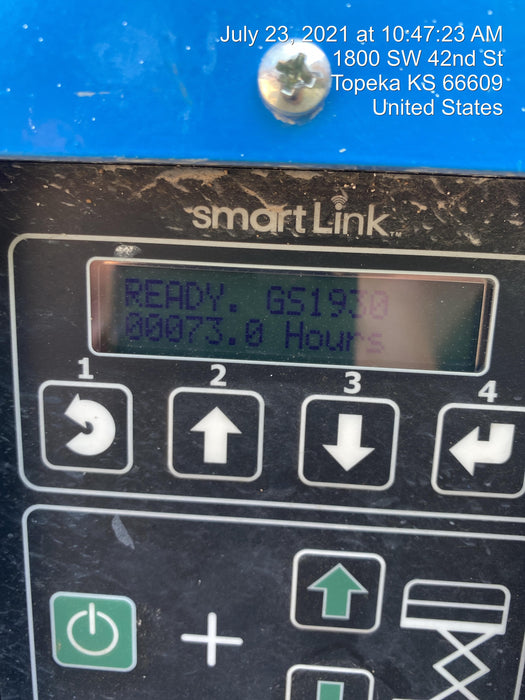 July 23, 2021 at 10:47:23 AM
1800 SW 42nd St
Topeka KS 66609
United States
smartLink™
READY. GS1930
00073.0 Hours
1 2 3 4